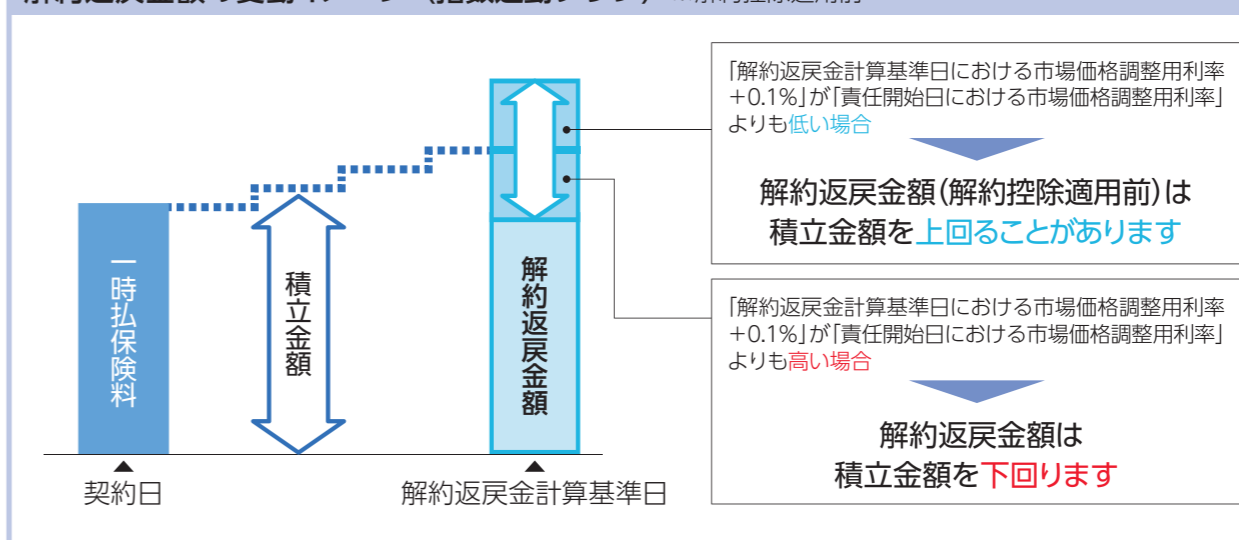 「解約返戻金計算基準日における市場価格調整用利率
+0.1%」が「責任開始日における市場価格調整用利率」
よりも低い場合
解約返戻金額(解約控除適用前)は
積立金額を上回ることがあります
一時払保険料
積立金額
解約返戻金額
「解約返戻金計算基準日における市場価格調整用利率
+0.1%」が「責任開始日における市場価格調整用利率」
よりも高い場合
解約返戻金額は
積立金額を下回ります
契約日
解約返戻金計算基準日